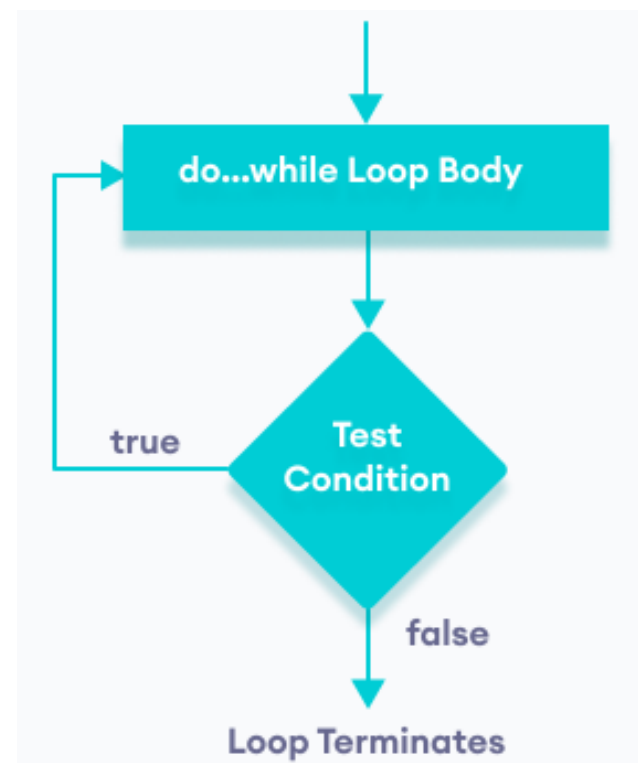 do...while Loop Body
Test
Condition
true
false
Loop Terminates